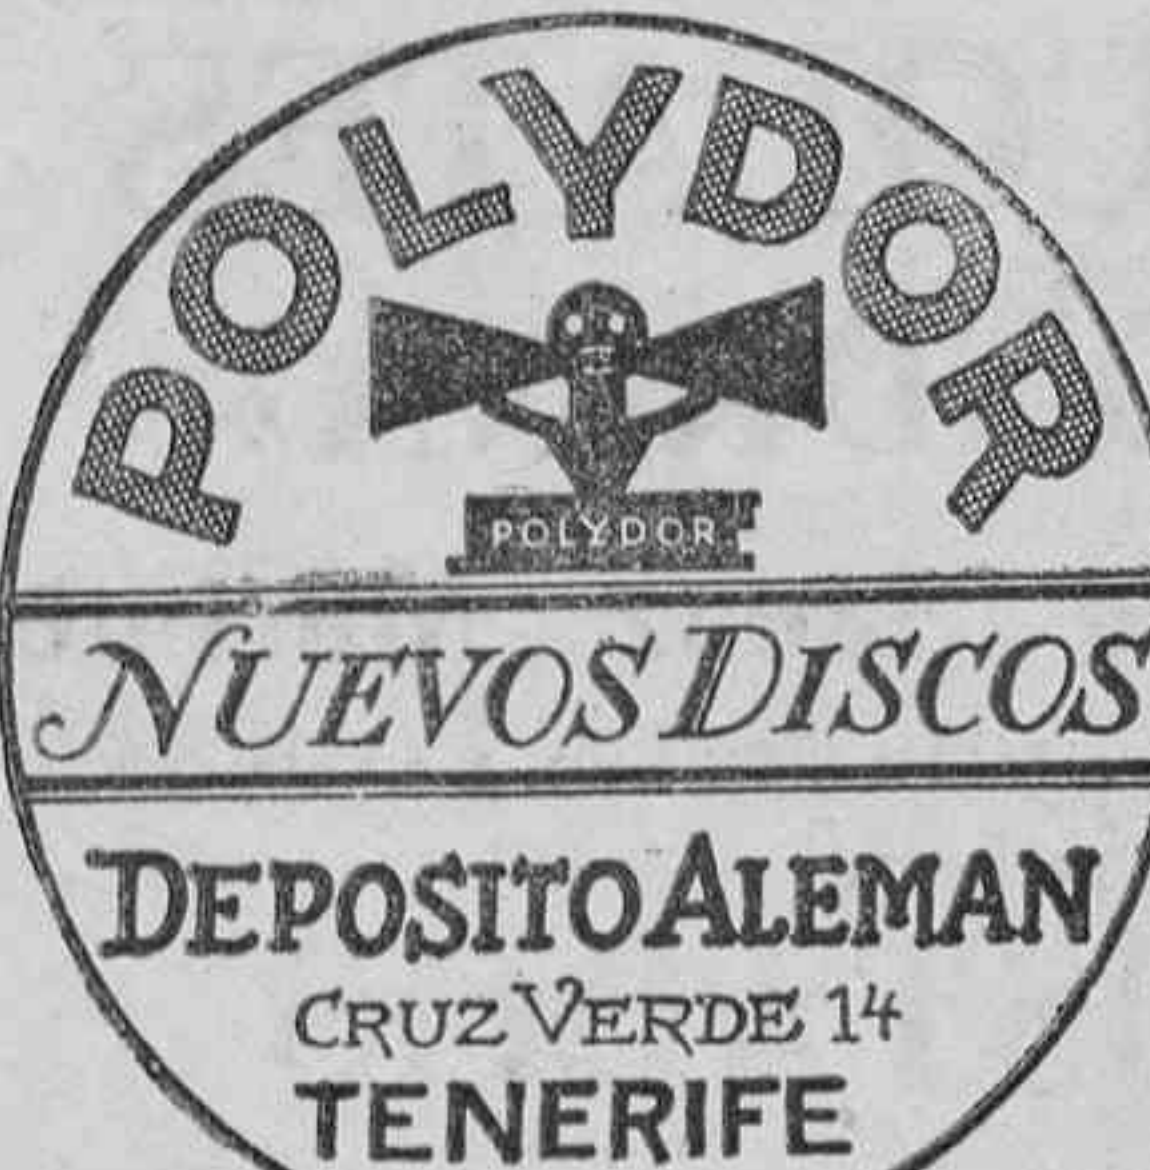 POLYDOR
POLYDOR
NUEVOS DISCOS
DEPOSITO ALEMAN
CRUZ VERDE 14
TENERIFE